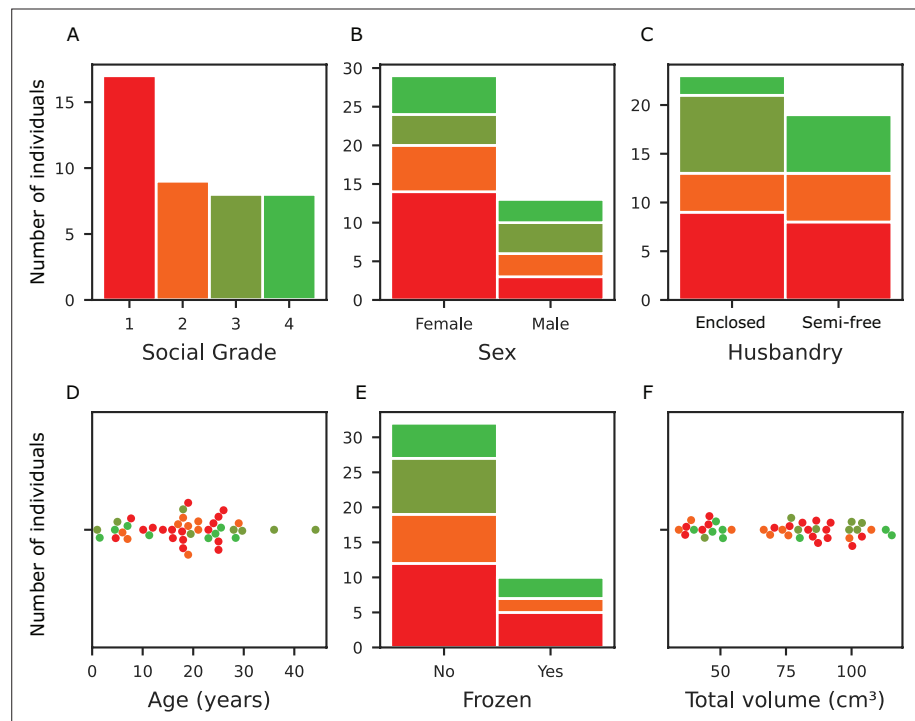 A
Number of individuals
15
10
5
0
1 2 3 4
Social Grade
B
30
25
20
15
10
5
0
Female Male
Sex
C
20
15
10
5
0
Enclosed Semi-free
Husbandry
D
Number of individuals
0 10 20 30 40
Age (years)
E
30
25
20
15
10
5
0
No Yes
Frozen
F
50 75 100
Total volume (cm³)